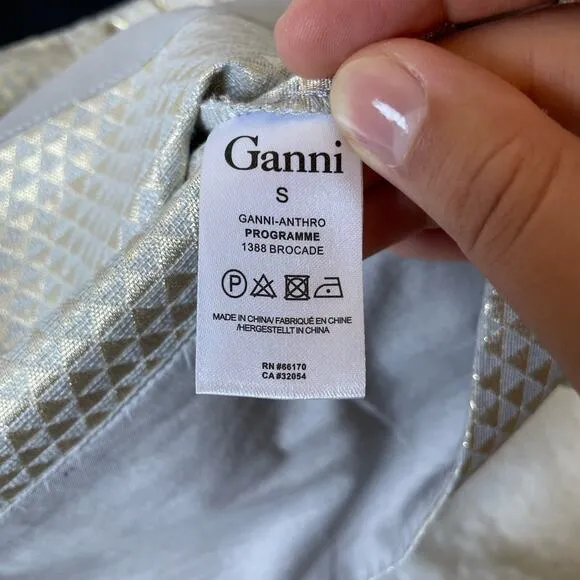 Ganni
S
GANNI-ANTHRO
PROGRAMME
1388 BROCADE
P
MADE IN CHINA/ FABRIQUÉ EN CHINE
/HERGESTELLT IN CHINA
RN #66170
CA #32054